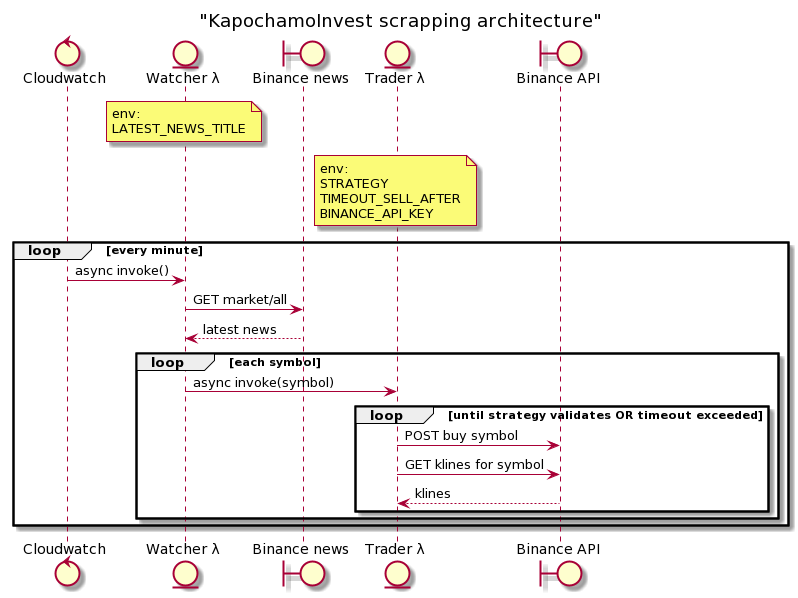 "KapochamoInvest scrapping architecture"
Cloudwatch Watcher λ Binance news Trader λ Binance API
env:
LATEST_NEWS_TITLE
env:
STRATEGY
TIMEOUT_SELL_AFTER
BINANCE_API_KEY
loop [every minute]
async invoke()
GET market/all
latest news
loop [each symbol]
async invoke(symbol)
loop [until strategy validates OR timeout exceeded]
POST buy symbol
GET klines for symbol
klines
Cloudwatch Watcher λ Binance news Trader λ Binance API